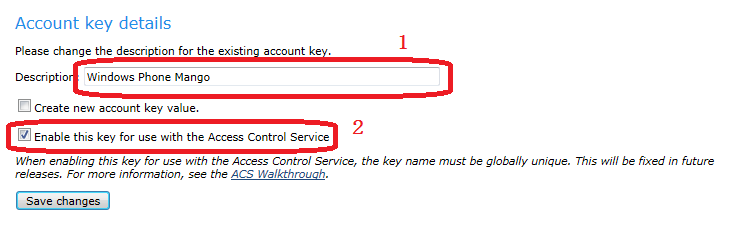 Account key details
1
Please change the description for the existing account key.
Description: Windows Phone Mango
Create new account key value.
2
Enable this key for use with the Access Control Service
When enabling this key for use with the Access Control Service, the key name must be globally unique. This will be fixed in future
releases. For more information, see the ACS Walkthrough.
Save changes